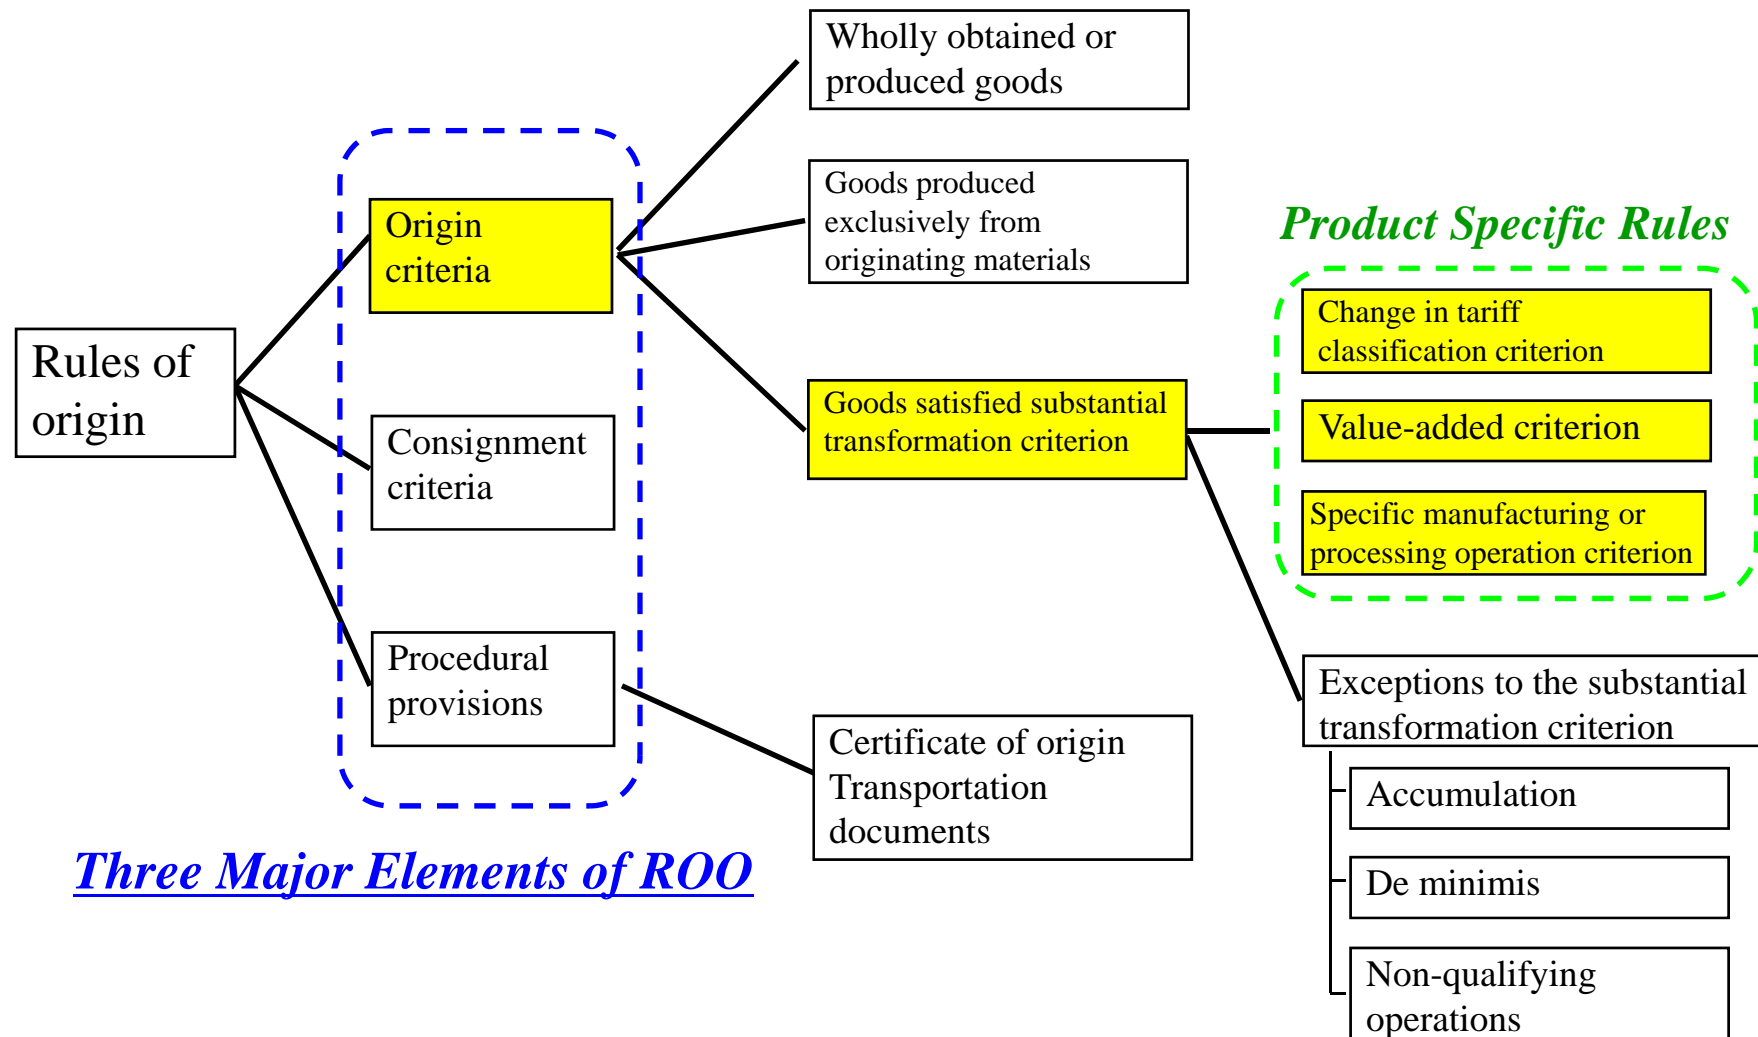 Rules of
origin
Origin
criteria
Consignment
criteria
Procedural
provisions
Three Major Elements of ROO
Wholly obtained or
produced goods
Goods produced
exclusively from
originating materials
Goods satisfied substantial
transformation criterion
Certificate of origin
Transportation
documents
Product Specific Rules
Change in tariff
classification criterion
Value-added criterion
Specific manufacturing or
processing operation criterion
Exceptions to the substantial
transformation criterion
Accumulation
De minimis
Non-qualifying
operations